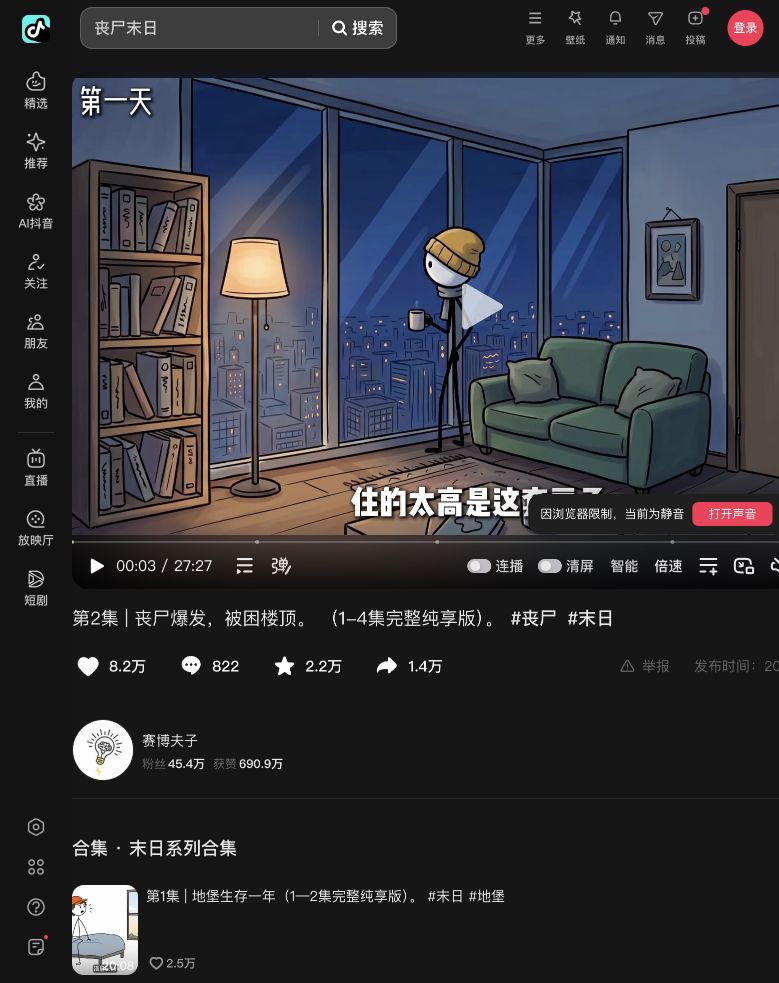 丧尸末日
搜索
更多
壁纸
通知
消息
投稿
登录
精选
推荐
AI抖音
关注
朋友
我的
直播
放映厅
短剧
第一天
住的太高是这
因浏览器限制，当前为静音
打开声音
00:03 / 27:27
弹
连播
清屏
智能
倍速
第2集 | 丧尸爆发，被困楼顶。 （1-4集完整纯享版）。 #丧尸 #末日
8.2万
822
2.2万
1.4万
举报
发布时间：20
赛博夫子
粉丝 45.4万 获赞 690.9万
合集 · 末日系列合集
第1集 | 地堡生存一年（1—2集完整纯享版）。 #末日 #地堡
20:08
2.5万